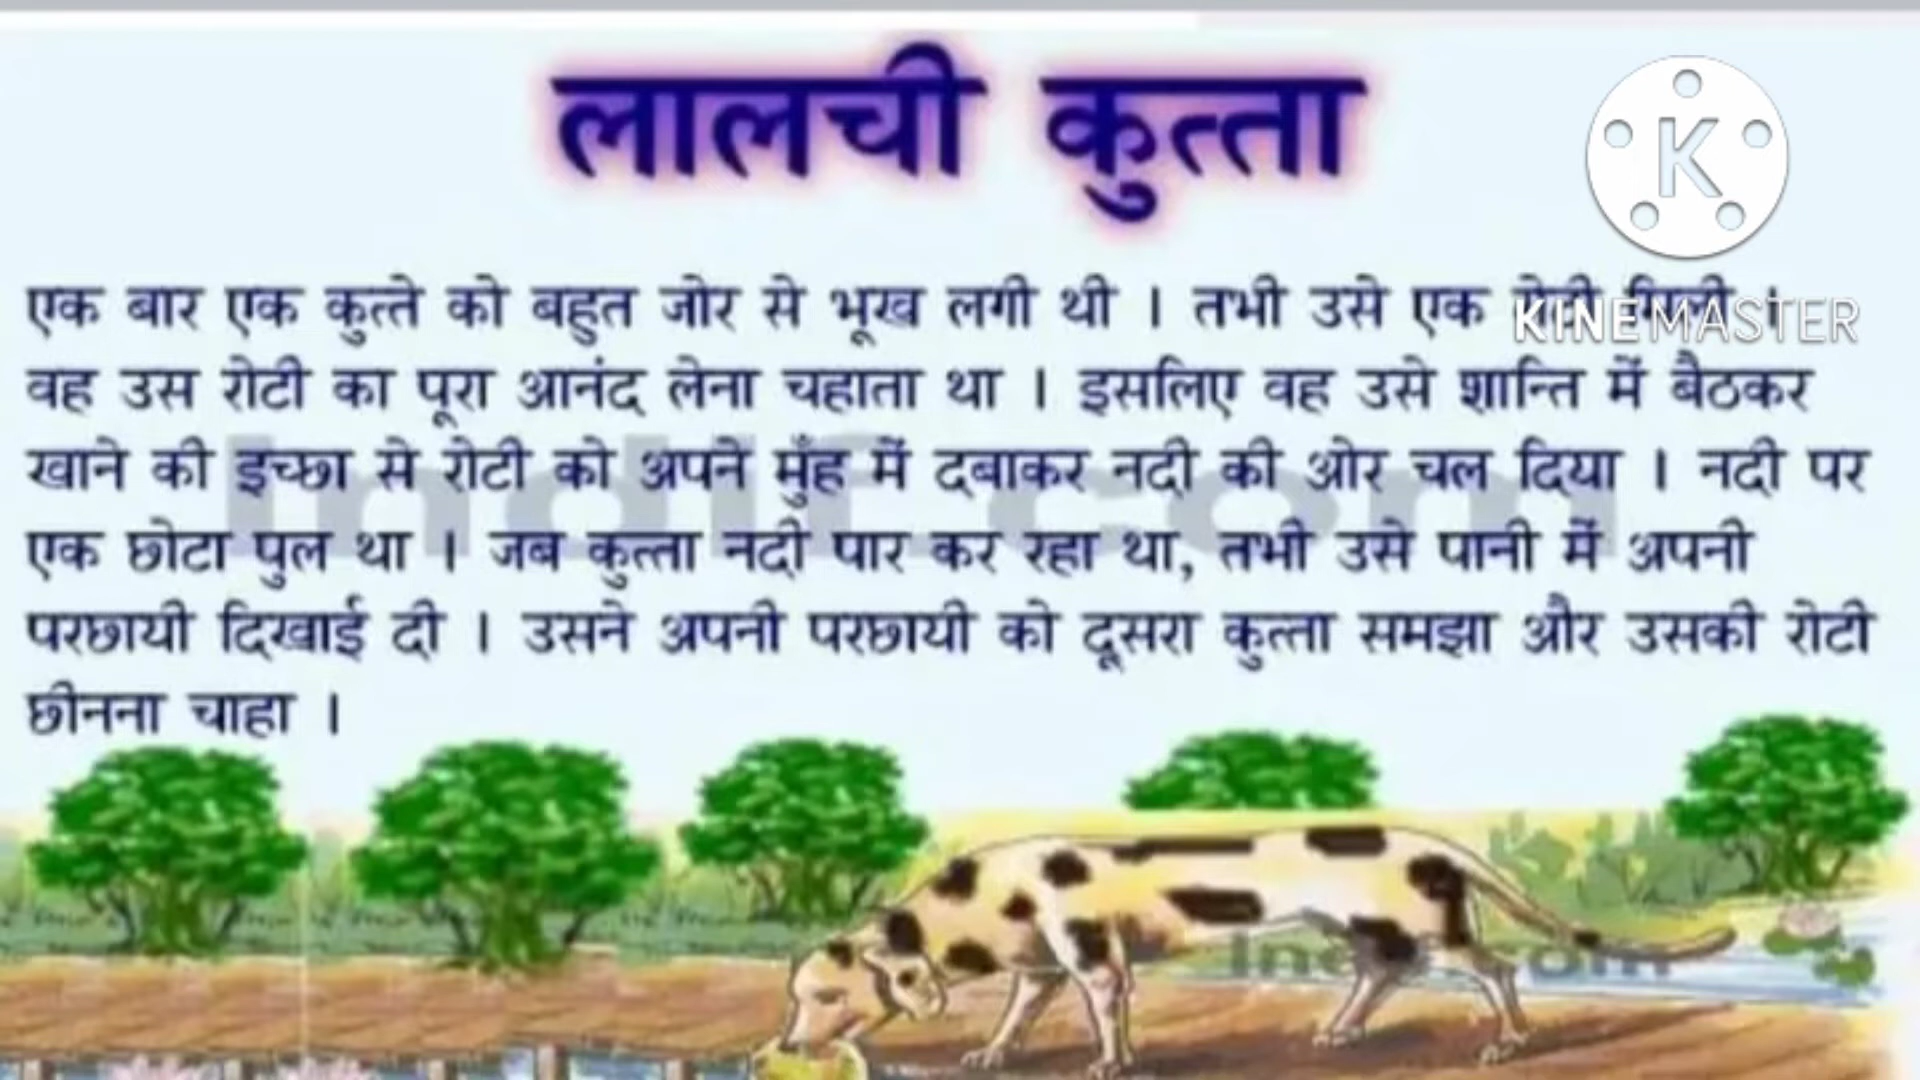 लालची कुत्ता
एक बार एक कुत्ते को बहुत जोर से भूख लगी थी । तभी उसे एक रोटी मिली ।
KINEMASTER
वह उस रोटी का पूरा आनंद लेना चहाता था । इसलिए वह उसे शान्ति में बैठकर
खाने की इच्छा से रोटी को अपने मुँह में दबाकर नदी की ओर चल दिया । नदी पर
एक छोटा पुल था । जब कुत्ता नदी पार कर रहा था, तभी उसे पानी में अपनी
परछायी दिखाई दी । उसने अपनी परछायी को दूसरा कुत्ता समझा और उसकी रोटी
छीनना चाहा ।